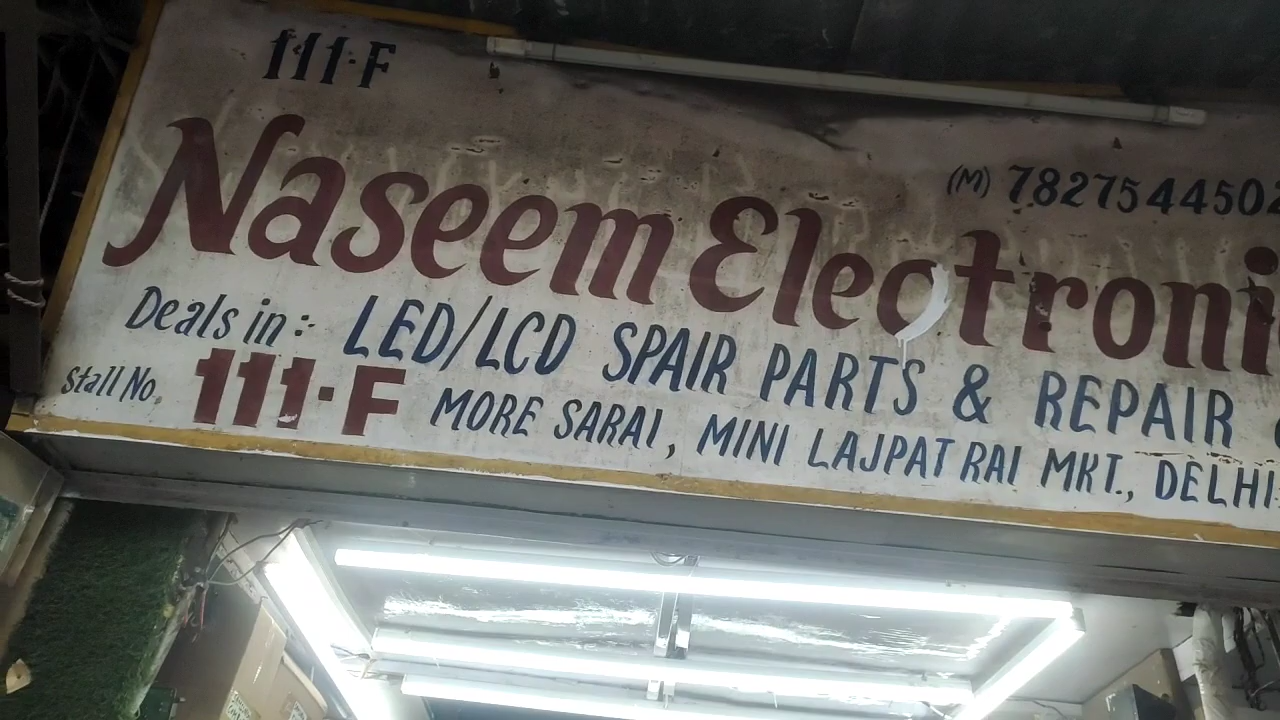 111-F
(M) 7827544502
Naseem Electroni
Deals in:- LED/LCD SPAIR PARTS & REPAIR
Stall No. 111-F MORE SARAI, MINI LAJPAT RAI MKT., DELHI-